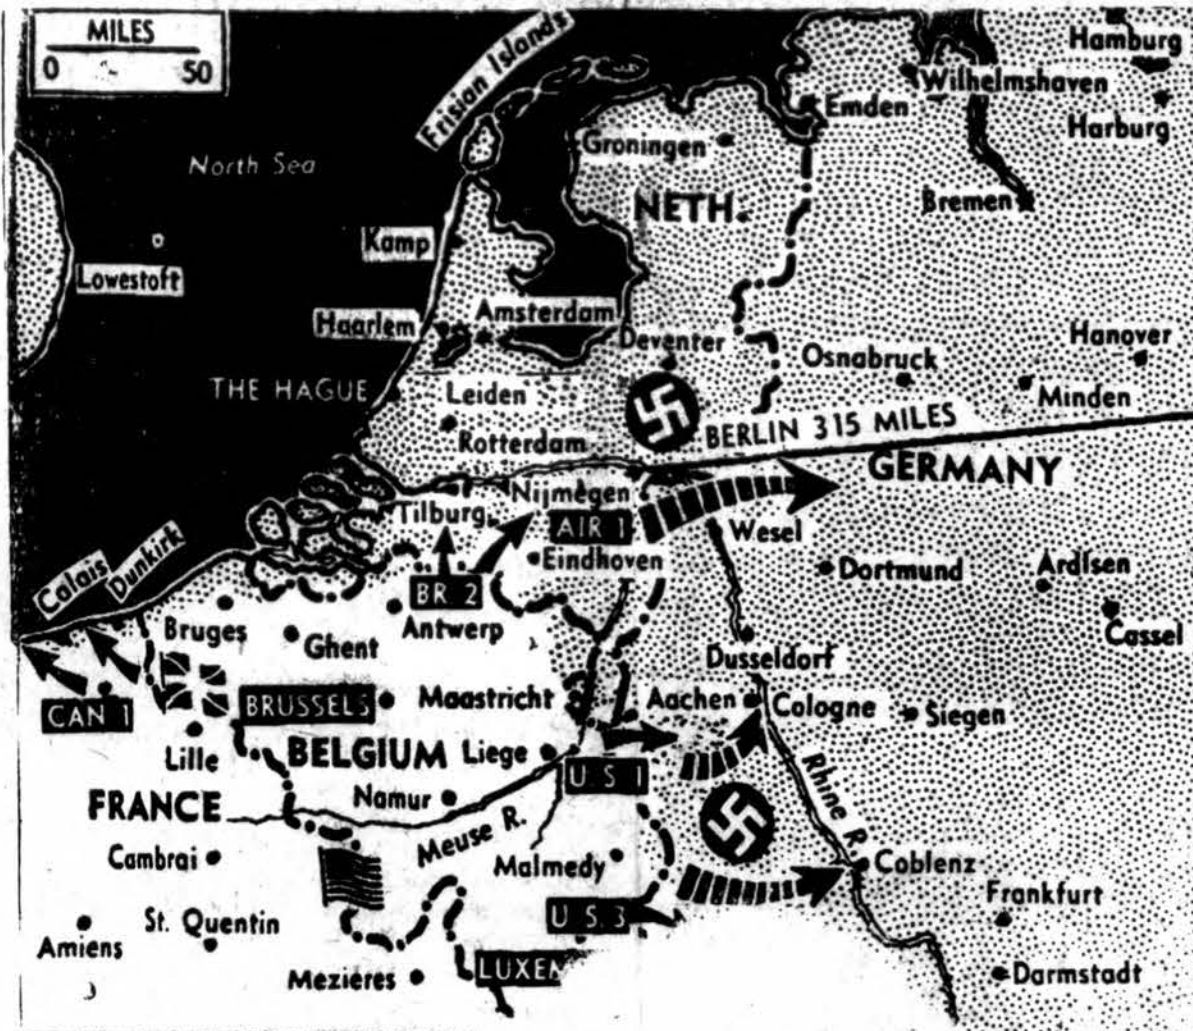 MILES
0 50
Frisian Islands
Hamburg
Wilhelmshaven
Emden
Harburg
Groningen
North Sea
NETH.
Bremen
Kamp
Lowestoft
Haarlem
Amsterdam
Deventer
Osnabruck
Hanover
THE HAGUE
Leiden
Minden
Rotterdam
BERLIN 315 MILES
GERMANY
Nijmegen
Tilburg
AIR 1
Wesel
Calais
Dunkirk
Eindhoven
Dortmund
Ardlsen
BR 2
Bruges
Ghent
Antwerp
Cassel
Dusseldorf
CAN 1
BRUSSELS
Maastricht
Aachen
Cologne
Siegen
Lille
BELGIUM
Liege
U S 1
Rhine R.
FRANCE
Namur
Meuse R.
Cambrai
Malmedy
Coblenz
Frankfurt
St. Quentin
U S 3
Amiens
Mezieres
LUXEM
Darmstadt